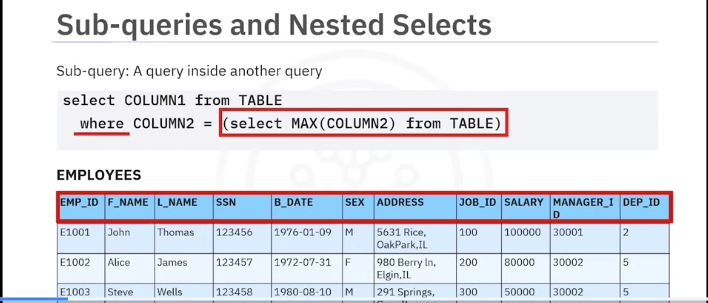 Sub-queries and Nested Selects
Sub-query: A query inside another query
select COLUMN1 from TABLE
where COLUMN2 = (select MAX(COLUMN2) from TABLE)
EMPLOYEES
EMP_ID F_NAME L_NAME SSN B_DATE SEX ADDRESS JOB_ID SALARY MANAGER_I DEP_ID
D
E1001 John Thomas 123456 1976-01-09 M 5631 Rice, 100 100000 30001 2
OakPark,IL
E1002 Alice James 123457 1972-07-31 F 980 Berry ln, 200 80000 30002 5
Elgin,IL
E1003 Steve Wells 123458 1980-08-10 M 291 Springs, 300 50000 30002 5